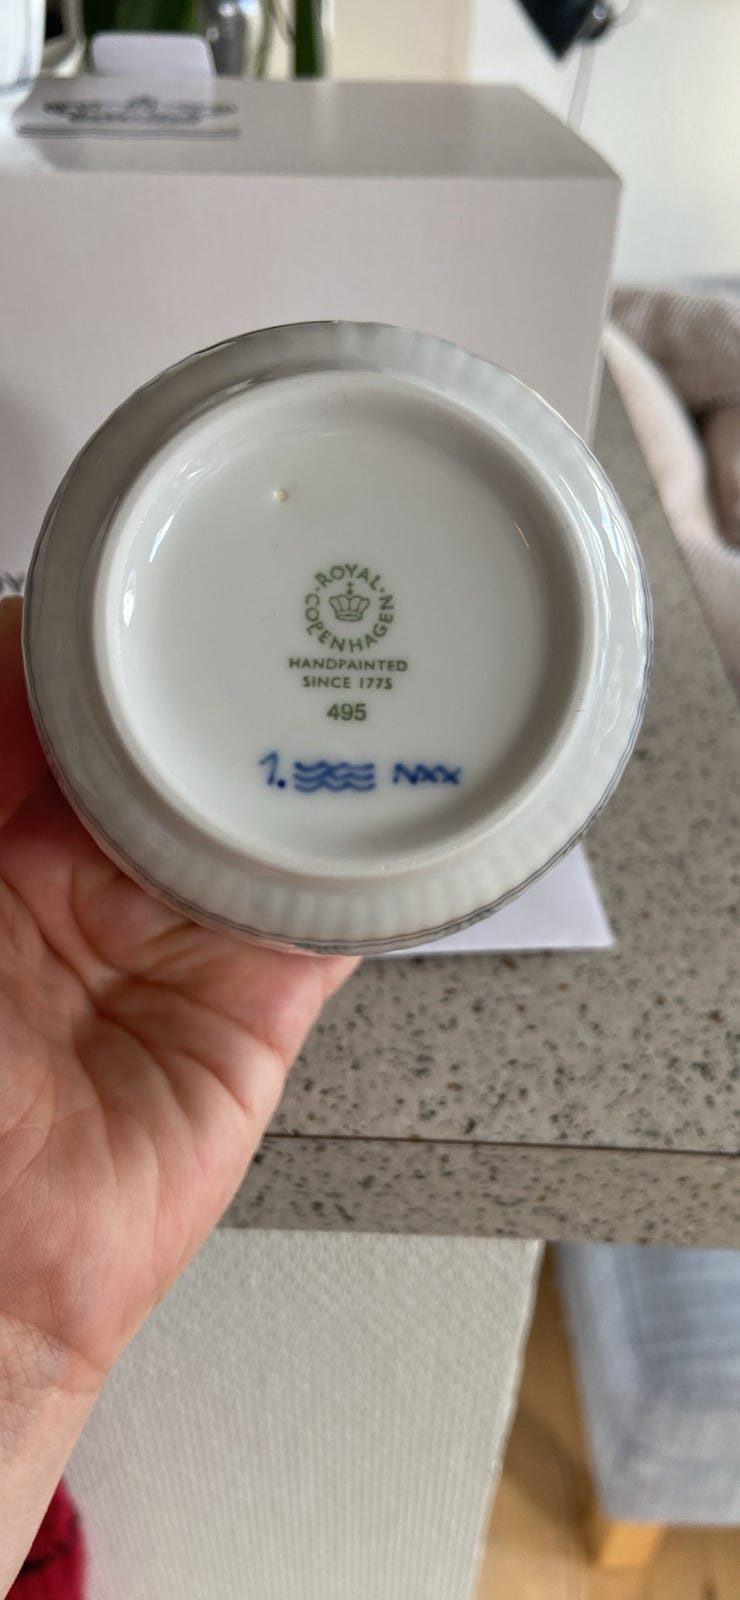 ROYAL
COPENHAGEN
HANDPAINTED
SINCE 1775
495
1. NXX